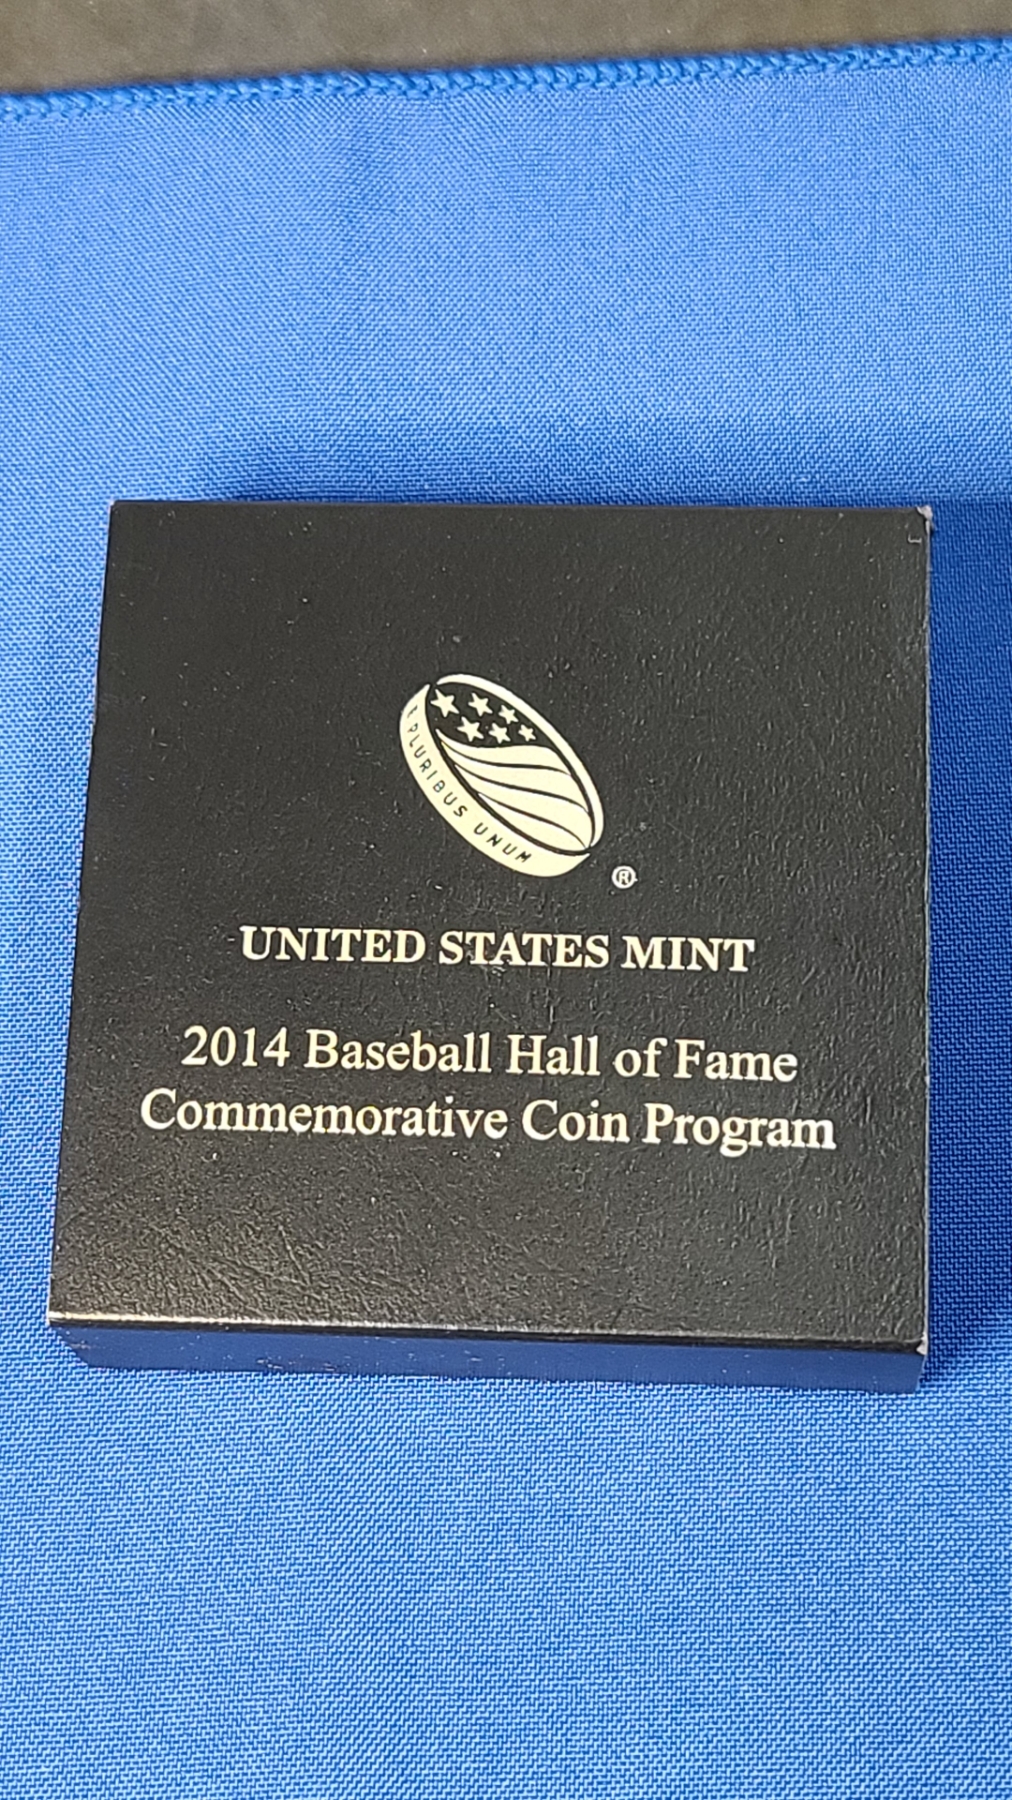 E PLURIBUS UNUM
®
UNITED STATES MINT
2014 Baseball Hall of Fame
Commemorative Coin Program